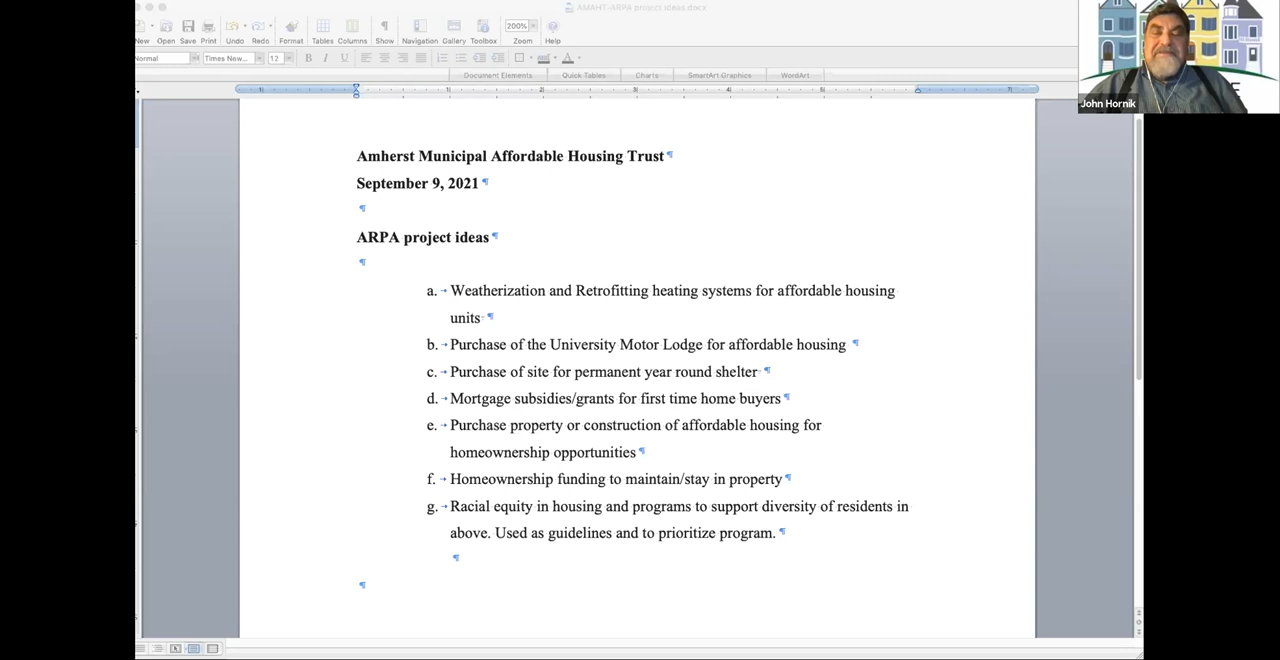 AMAHT-ARPA project ideas.docx
New Open Save Print Undo Redo Format Tables Columns Show Navigation Gallery Toolbox Zoom Help
200%
Normal Times New... 12 B I U
Document Elements Quick Tables Charts SmartArt Graphics WordArt
John Hornik
Amherst Municipal Affordable Housing Trust
September 9, 2021
ARPA project ideas
a. Weatherization and Retrofitting heating systems for affordable housing
units
b. Purchase of the University Motor Lodge for affordable housing
c. Purchase of site for permanent year round shelter
d. Mortgage subsidies/grants for first time home buyers
e. Purchase property or construction of affordable housing for
homeownership opportunities
f. Homeownership funding to maintain/stay in property
g. Racial equity in housing and programs to support diversity of residents in
above. Used as guidelines and to prioritize program.